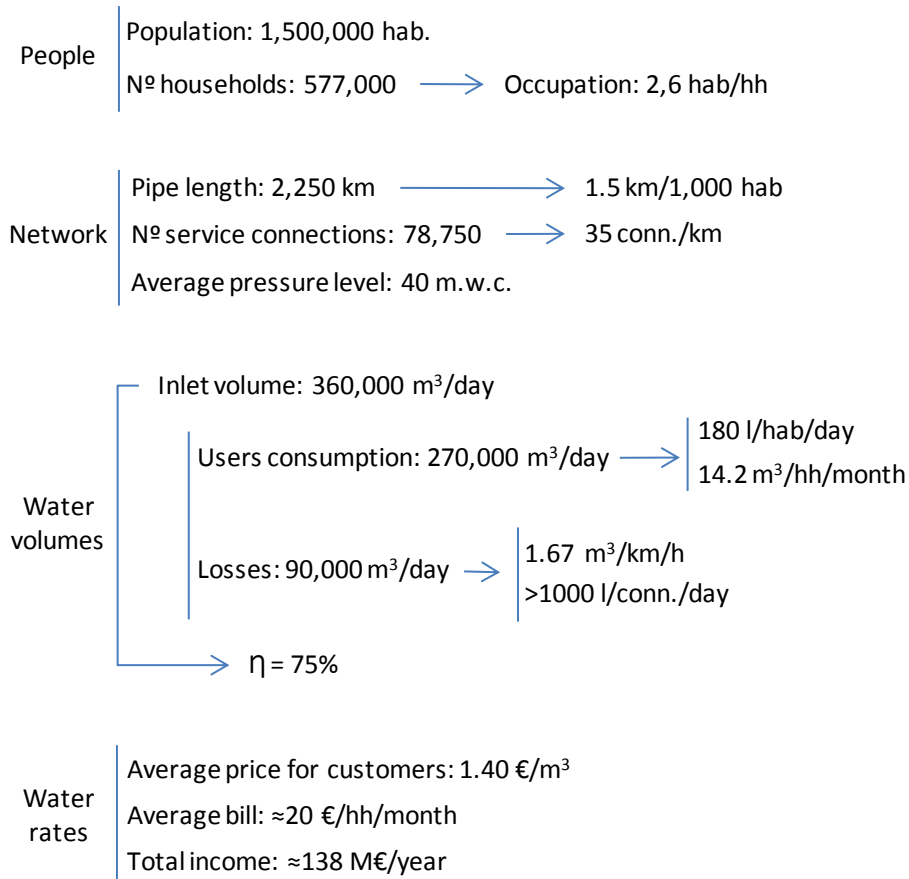 People
Population: 1,500,000 hab.
Nº households: 577,000
Occupation: 2,6 hab/hh
Network
Pipe length: 2,250 km
1.5 km/1,000 hab
Nº service connections: 78,750
35 conn./km
Average pressure level: 40 m.w.c.
Water
volumes
Inlet volume: 360,000 m³/day
Users consumption: 270,000 m³/day
180 l/hab/day
14.2 m³/hh/month
Losses: 90,000 m³/day
1.67 m³/km/h
>1000 l/conn./day
η = 75%
Water
rates
Average price for customers: 1.40 €/m³
Average bill: ≈20 €/hh/month
Total income: ≈138 M€/year